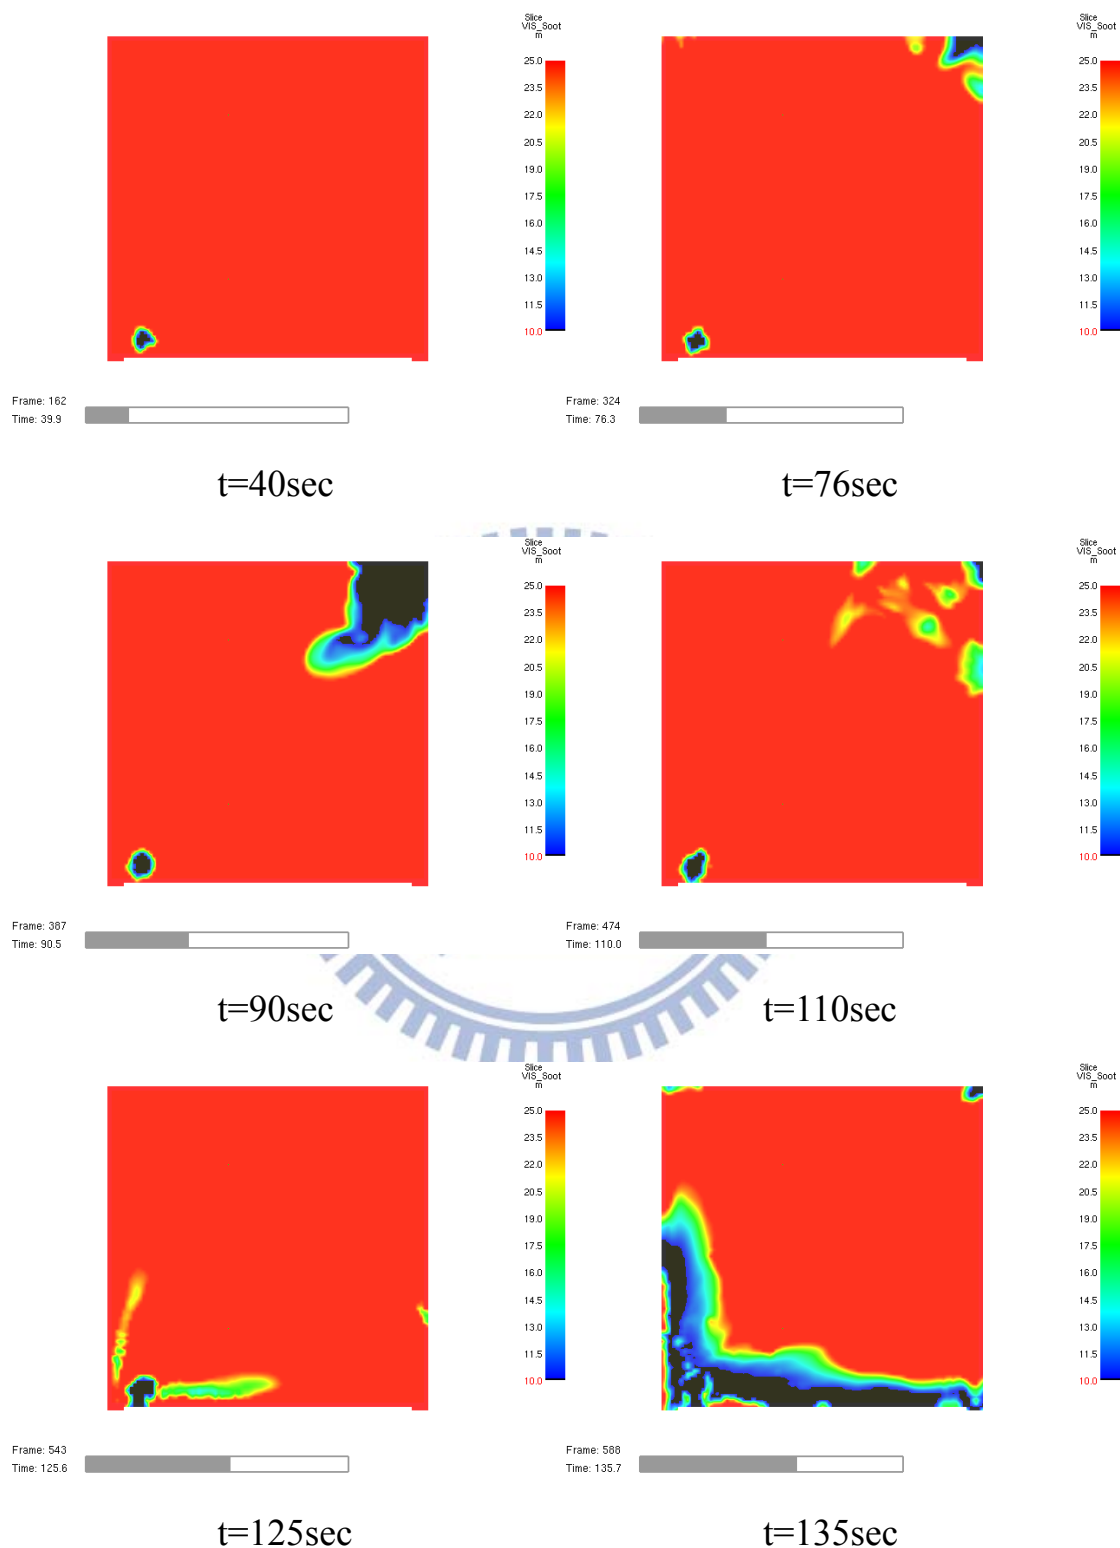 Slice
VIS_Soot
m
25.0
23.5
22.0
20.5
19.0
17.5
16.0
14.5
13.0
11.5
10.0
Frame: 162
Time: 39.9
t=40sec
Slice
VIS_Soot
m
25.0
23.5
22.0
20.5
19.0
17.5
16.0
14.5
13.0
11.5
10.0
Frame: 324
Time: 76.3
t=76sec
Slice
VIS_Soot
m
25.0
23.5
22.0
20.5
19.0
17.5
16.0
14.5
13.0
11.5
10.0
Frame: 387
Time: 90.5
t=90sec
Slice
VIS_Soot
m
25.0
23.5
22.0
20.5
19.0
17.5
16.0
14.5
13.0
11.5
10.0
Frame: 474
Time: 110.0
t=110sec
Slice
VIS_Soot
m
25.0
23.5
22.0
20.5
19.0
17.5
16.0
14.5
13.0
11.5
10.0
Frame: 543
Time: 125.6
t=125sec
Slice
VIS_Soot
m
25.0
23.5
22.0
20.5
19.0
17.5
16.0
14.5
13.0
11.5
10.0
Frame: 588
Time: 135.7
t=135sec